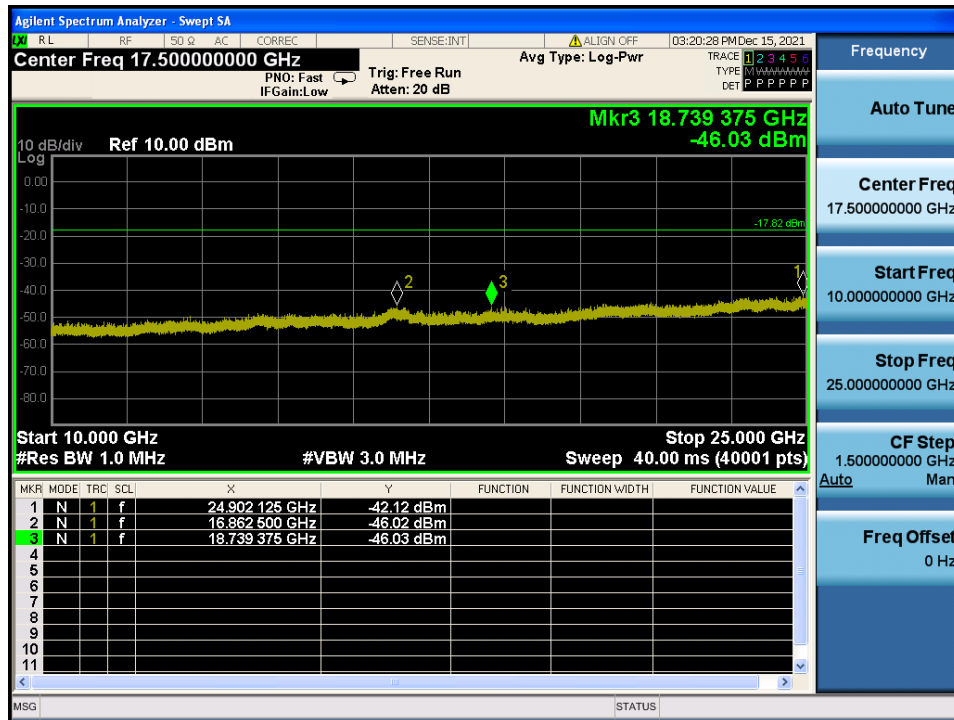 Agilent Spectrum Analyzer - Swept SA
LXI RL RF 50 Ω AC CORREC SENSE:INT ALIGN OFF 03:20:28 PM Dec 15, 2021
Center Freq 17.500000000 GHz
PNO: Fast
IFGain:Low
Trig: Free Run
Atten: 20 dB
Avg Type: Log-Pwr
TRACE 1 2 3 4 5 6
TYPE M W W W W W
DET P P P P P P
Mkr3 18.739 375 GHz
-46.03 dBm
10 dB/div Ref 10.00 dBm
Log
0.00
-10.0
-17.82 dBm
-20.0
-30.0
-40.0
2
3
1
-50.0
-60.0
-70.0
-80.0
Start 10.000 GHz Stop 25.000 GHz
#Res BW 1.0 MHz #VBW 3.0 MHz Sweep 40.00 ms (40001 pts)
MKR MODE TRC SCL X Y FUNCTION FUNCTION WIDTH FUNCTION VALUE
1 N 1 f 24.902 125 GHz -42.12 dBm
2 N 1 f 16.862 500 GHz -46.02 dBm
3 N 1 f 18.739 375 GHz -46.03 dBm
4
5
6
7
8
9
10
11
MSG STATUS
Frequency
Auto Tune
Center Freq
17.500000000 GHz
Start Freq
10.000000000 GHz
Stop Freq
25.000000000 GHz
CF Step
1.500000000 GHz
Auto Man
Freq Offset
0 Hz